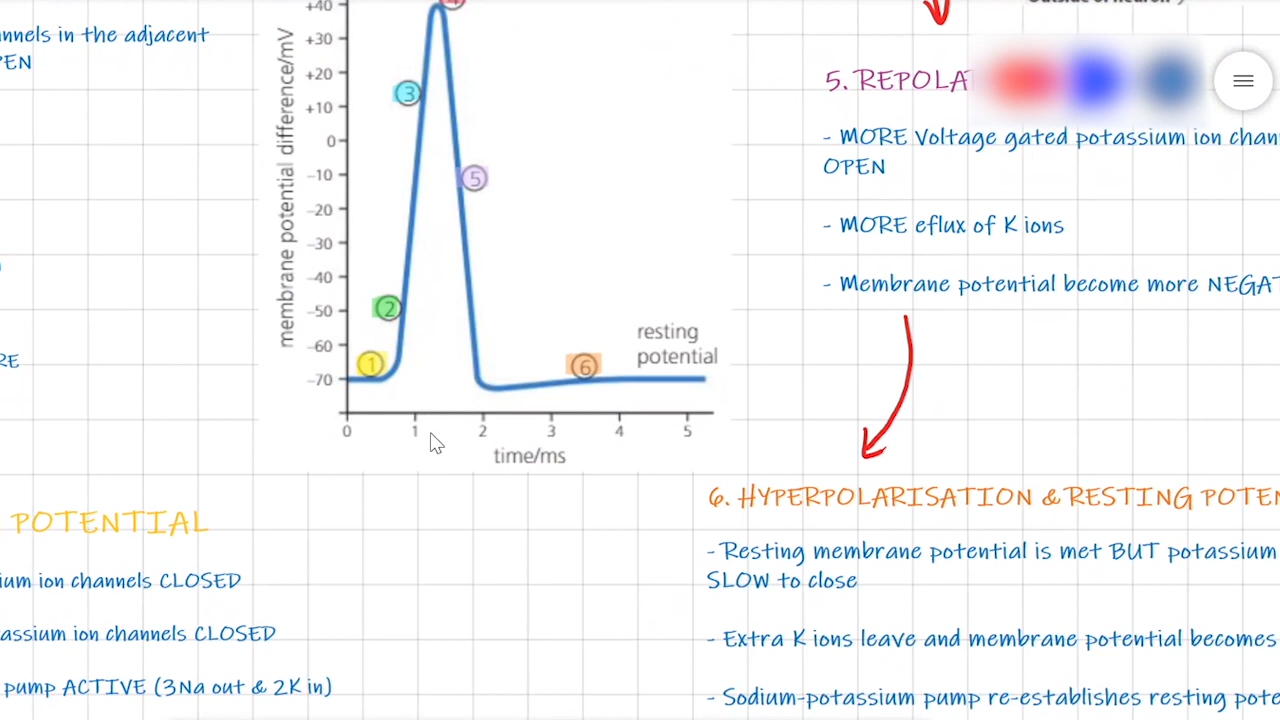 nnels in the adjacent
PEN
RE
membrane potential difference/mV
+40
+30
+20
+10
0
-10
-20
-30
-40
-50
-60
-70
1
2
3
4
5
6
resting
potential
0 1 2 3 4 5
time/ms
5. REPOLA
- MORE Voltage gated potassium ion chan
OPEN
- MORE eflux of K ions
- Membrane potential become more NEGAT
POTENTIAL
ium ion channels CLOSED
assium ion channels CLOSED
pump ACTIVE (3Na out & 2K in)
6. HYPERPOLARISATION & RESTING POTEN
- Resting membrane potential is met BUT potassium
SLOW to close
- Extra K ions leave and membrane potential becomes
- Sodium-potassium pump re-establishes resting pote